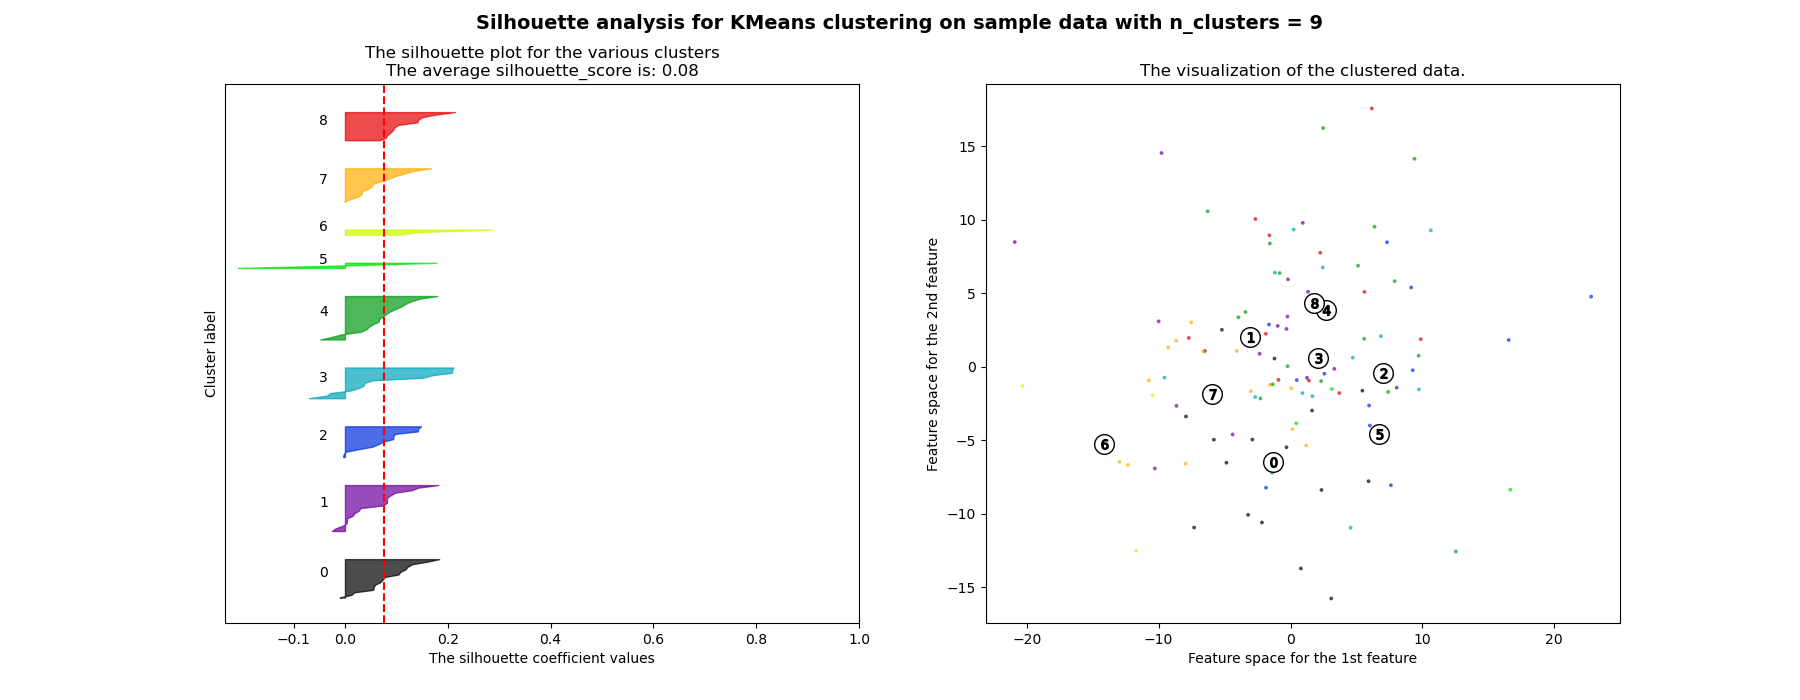 Silhouette analysis for KMeans clustering on sample data with n_clusters = 9
The silhouette plot for the various clusters
The average silhouette_score is: 0.08
8
7
6
5
4
3
2
1
0
Cluster label
−0.1 0.0 0.2 0.4 0.6 0.8 1.0
The silhouette coefficient values
The visualization of the clustered data.
15
10
5
0
−5
−10
−15
Feature space for the 2nd feature
8
4
1
3
2
7
5
6
0
−20 −10 0 10 20
Feature space for the 1st feature